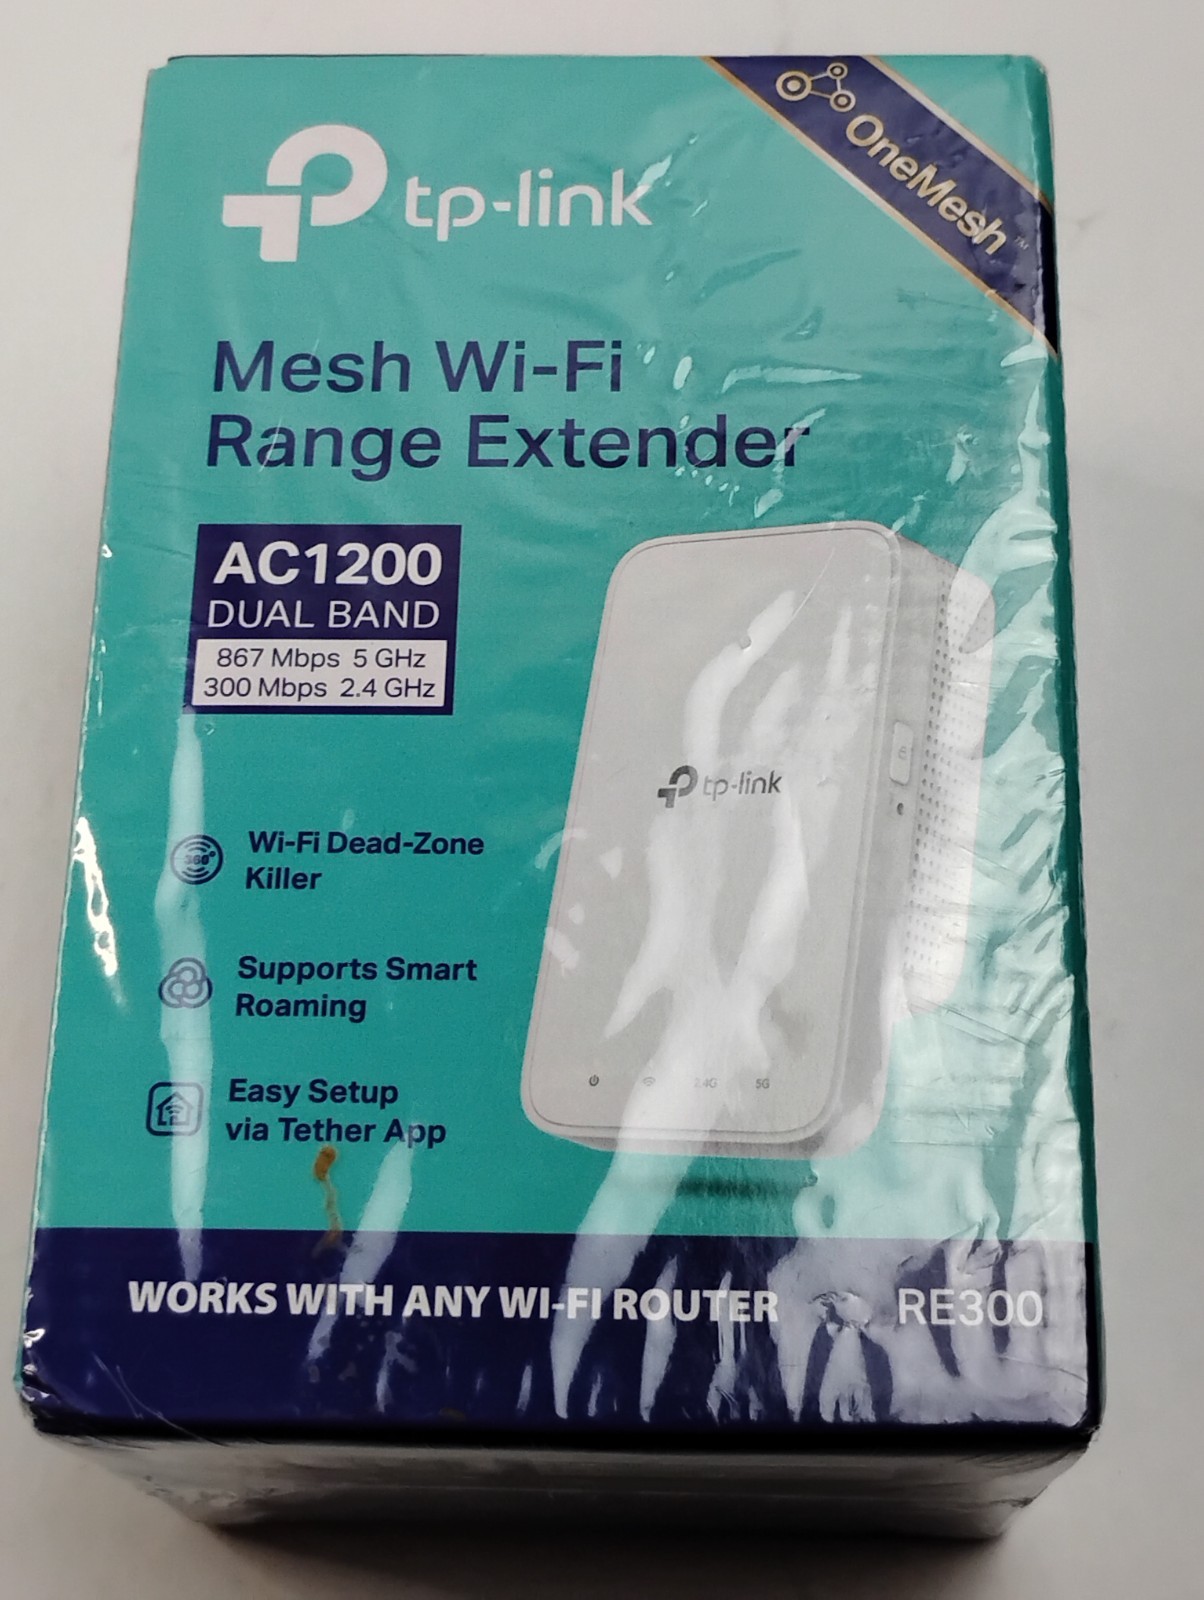 tp-link
OneMesh™
Mesh Wi-Fi
Range Extender
AC1200
DUAL BAND
867 Mbps 5 GHz
300 Mbps 2.4 GHz
tp-link
360°
Wi-Fi Dead-Zone
Killer
Supports Smart
Roaming
Easy Setup
via Tether App
2.4G 5G
WORKS WITH ANY WI-FI ROUTER
RE300